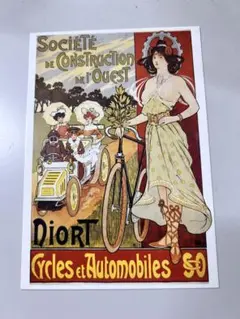 SOCIÉTÉ
DE CONSTRUCTION
DE L'OUEST
NIORT
Cycles et Automobiles